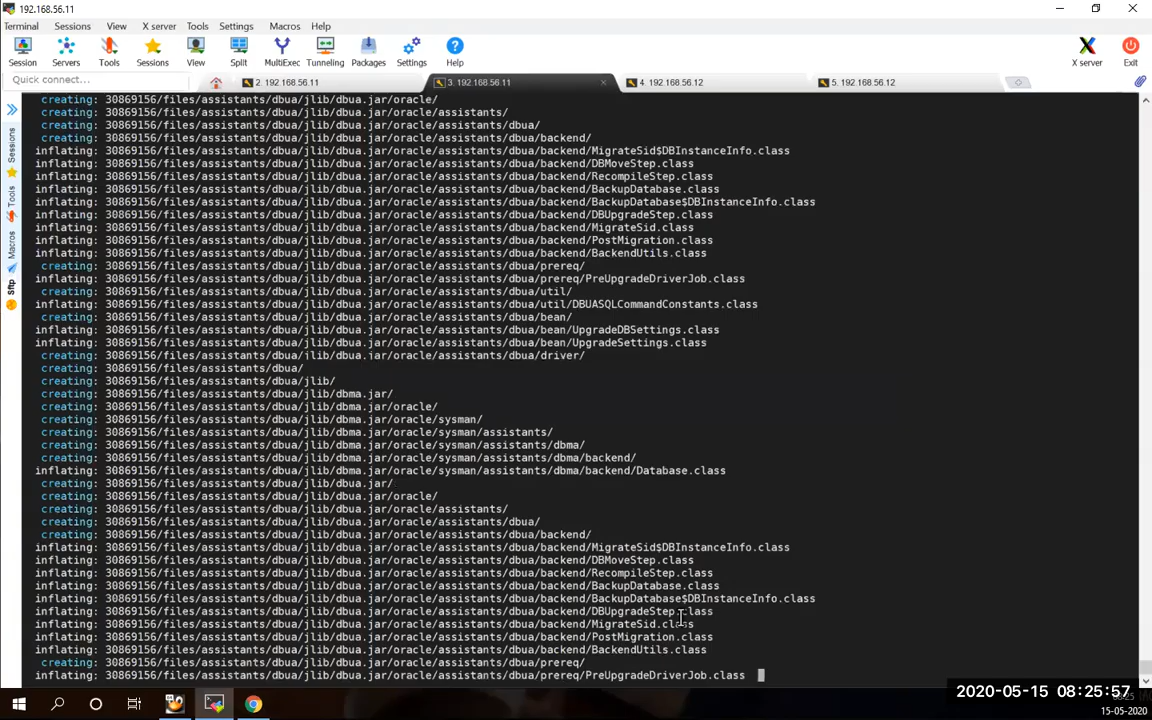 192.168.56.11
Terminal Sessions View X server Tools Settings Macros Help
Session Servers Tools Sessions View Split MultiExec Tunneling Packages Settings Help X server Exit
Quick connect... 2. 192.168.56.11 3. 192.168.56.11 4. 192.168.56.12 5. 192.168.56.12
Sessions
Tools
Macros
Sftp
creating: 30869156/files/assistants/dbua/jlib/dbua.jar/oracle/
creating: 30869156/files/assistants/dbua/jlib/dbua.jar/oracle/assistants/
creating: 30869156/files/assistants/dbua/jlib/dbua.jar/oracle/assistants/dbua/
creating: 30869156/files/assistants/dbua/jlib/dbua.jar/oracle/assistants/dbua/backend/
inflating: 30869156/files/assistants/dbua/jlib/dbua.jar/oracle/assistants/dbua/backend/MigrateSid$DBInstanceInfo.class
inflating: 30869156/files/assistants/dbua/jlib/dbua.jar/oracle/assistants/dbua/backend/DBMoveStep.class
inflating: 30869156/files/assistants/dbua/jlib/dbua.jar/oracle/assistants/dbua/backend/RecompileStep.class
inflating: 30869156/files/assistants/dbua/jlib/dbua.jar/oracle/assistants/dbua/backend/BackupDatabase.class
inflating: 30869156/files/assistants/dbua/jlib/dbua.jar/oracle/assistants/dbua/backend/BackupDatabase$DBInstanceInfo.class
inflating: 30869156/files/assistants/dbua/jlib/dbua.jar/oracle/assistants/dbua/backend/DBUpgradeStep.class
inflating: 30869156/files/assistants/dbua/jlib/dbua.jar/oracle/assistants/dbua/backend/MigrateSid.class
inflating: 30869156/files/assistants/dbua/jlib/dbua.jar/oracle/assistants/dbua/backend/PostMigration.class
inflating: 30869156/files/assistants/dbua/jlib/dbua.jar/oracle/assistants/dbua/backend/BackendUtils.class
creating: 30869156/files/assistants/dbua/jlib/dbua.jar/oracle/assistants/dbua/prereq/
inflating: 30869156/files/assistants/dbua/jlib/dbua.jar/oracle/assistants/dbua/prereq/PreUpgradeDriverJob.class
creating: 30869156/files/assistants/dbua/jlib/dbua.jar/oracle/assistants/dbua/util/
inflating: 30869156/files/assistants/dbua/jlib/dbua.jar/oracle/assistants/dbua/util/DBUASQLCommandConstants.class
creating: 30869156/files/assistants/dbua/jlib/dbua.jar/oracle/assistants/dbua/bean/
inflating: 30869156/files/assistants/dbua/jlib/dbua.jar/oracle/assistants/dbua/bean/UpgradeDBSettings.class
inflating: 30869156/files/assistants/dbua/jlib/dbua.jar/oracle/assistants/dbua/bean/UpgradeSettings.class
creating: 30869156/files/assistants/dbua/jlib/dbua.jar/oracle/assistants/dbua/driver/
creating: 30869156/files/assistants/dbua/
creating: 30869156/files/assistants/dbua/jlib/
creating: 30869156/files/assistants/dbua/jlib/dbma.jar/
creating: 30869156/files/assistants/dbua/jlib/dbma.jar/oracle/
creating: 30869156/files/assistants/dbua/jlib/dbma.jar/oracle/sysman/
creating: 30869156/files/assistants/dbua/jlib/dbma.jar/oracle/sysman/assistants/
creating: 30869156/files/assistants/dbua/jlib/dbma.jar/oracle/sysman/assistants/dbma/
creating: 30869156/files/assistants/dbua/jlib/dbma.jar/oracle/sysman/assistants/dbma/backend/
inflating: 30869156/files/assistants/dbua/jlib/dbma.jar/oracle/sysman/assistants/dbma/backend/Database.class
creating: 30869156/files/assistants/dbua/jlib/dbua.jar/
creating: 30869156/files/assistants/dbua/jlib/dbua.jar/oracle/
creating: 30869156/files/assistants/dbua/jlib/dbua.jar/oracle/assistants/
creating: 30869156/files/assistants/dbua/jlib/dbua.jar/oracle/assistants/dbua/
creating: 30869156/files/assistants/dbua/jlib/dbua.jar/oracle/assistants/dbua/backend/
inflating: 30869156/files/assistants/dbua/jlib/dbua.jar/oracle/assistants/dbua/backend/MigrateSid$DBInstanceInfo.class
inflating: 30869156/files/assistants/dbua/jlib/dbua.jar/oracle/assistants/dbua/backend/DBMoveStep.class
inflating: 30869156/files/assistants/dbua/jlib/dbua.jar/oracle/assistants/dbua/backend/RecompileStep.class
inflating: 30869156/files/assistants/dbua/jlib/dbua.jar/oracle/assistants/dbua/backend/BackupDatabase.class
inflating: 30869156/files/assistants/dbua/jlib/dbua.jar/oracle/assistants/dbua/backend/BackupDatabase$DBInstanceInfo.class
inflating: 30869156/files/assistants/dbua/jlib/dbua.jar/oracle/assistants/dbua/backend/DBUpgradeStep.class
inflating: 30869156/files/assistants/dbua/jlib/dbua.jar/oracle/assistants/dbua/backend/MigrateSid.class
inflating: 30869156/files/assistants/dbua/jlib/dbua.jar/oracle/assistants/dbua/backend/PostMigration.class
inflating: 30869156/files/assistants/dbua/jlib/dbua.jar/oracle/assistants/dbua/backend/BackendUtils.class
creating: 30869156/files/assistants/dbua/jlib/dbua.jar/oracle/assistants/dbua/prereq/
inflating: 30869156/files/assistants/dbua/jlib/dbua.jar/oracle/assistants/dbua/prereq/PreUpgradeDriverJob.class
2020-05-15 08:25:57
15-05-2020